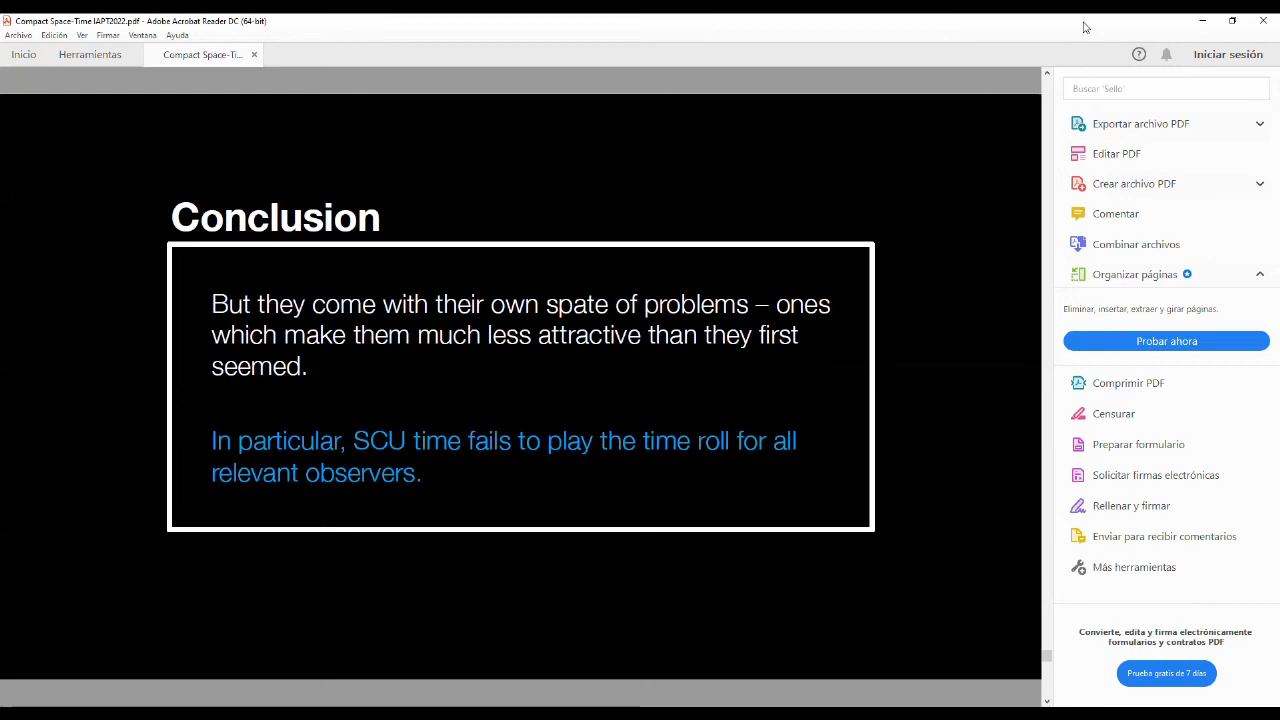 Compact Space-Time IAPT2022.pdf - Adobe Acrobat Reader DC (64-bit)
Archivo Edición Ver Firmar Ventana Ayuda
Inicio Herramientas Compact Space-Ti... Iniciar sesión
Buscar 'Sello'
Exportar archivo PDF
Editar PDF
Crear archivo PDF
Comentar
Combinar archivos
Organizar páginas
Eliminar, insertar, extraer y girar páginas.
Probar ahora
Comprimir PDF
Censurar
Preparar formulario
Solicitar firmas electrónicas
Rellenar y firmar
Enviar para recibir comentarios
Más herramientas
Convierte, edita y firma electrónicamente
formularios y contratos PDF
Prueba gratis de 7 días
Conclusion
But they come with their own spate of problems – ones
which make them much less attractive than they first
seemed.
In particular, SCU time fails to play the time roll for all
relevant observers.